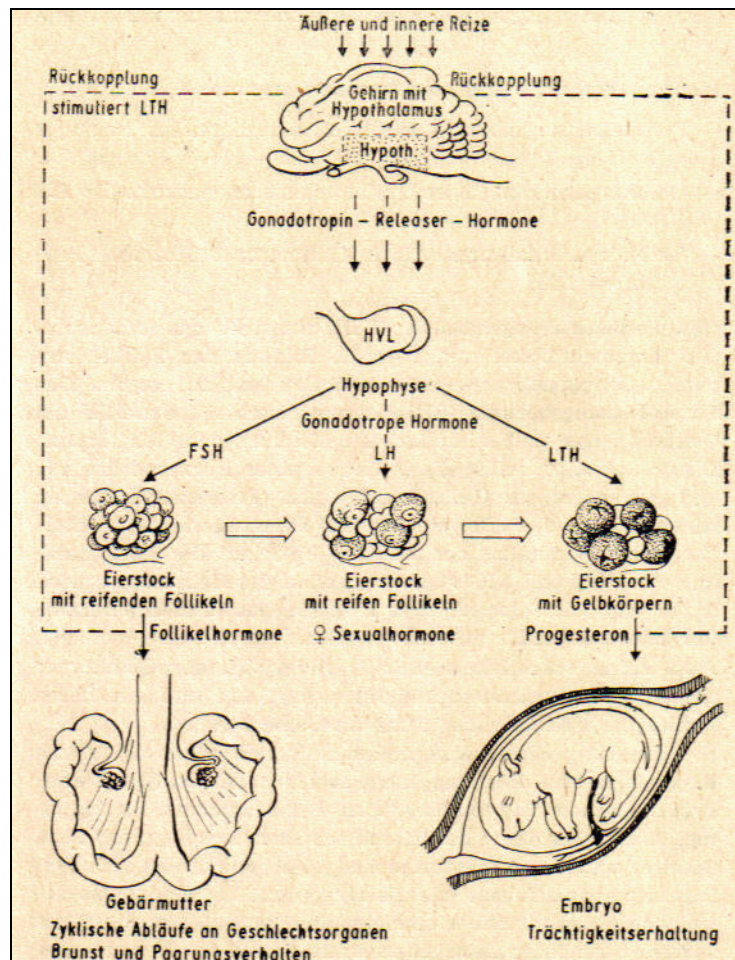 Äußere und innere Reize
Rückkopplung
Rückkopplung
stimuliert LTH
Gehirn mit
Hypothalamus
Hypoth.
Gonadotropin – Releaser – Hormone
HVL
Hypophyse
Gonadotrope Hormone
FSH
LH
LTH
Eierstock
mit reifenden Follikeln
Eierstock
mit reifen Follikeln
Eierstock
mit Gelbkörpern
Follikelhormone
♀ Sexualhormone
Progesteron
Gebärmutter
Embryo
Zyklische Abläufe an Geschlechtsorganen
Brunst und Paarungsverhalten
Trächtigkeitserhaltung